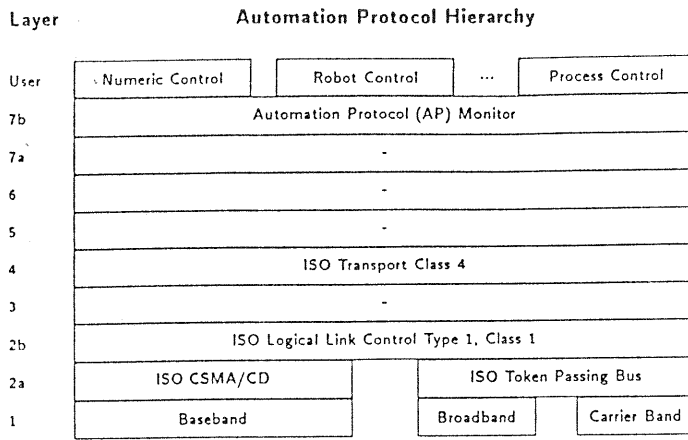 Layer Automation Protocol Hierarchy
User Numeric Control Robot Control ... Process Control
7b Automation Protocol (AP) Monitor
7a -
6 -
5 -
4 ISO Transport Class 4
3 -
2b ISO Logical Link Control Type 1, Class 1
2a ISO CSMA/CD ISO Token Passing Bus
1 Baseband Broadband Carrier Band